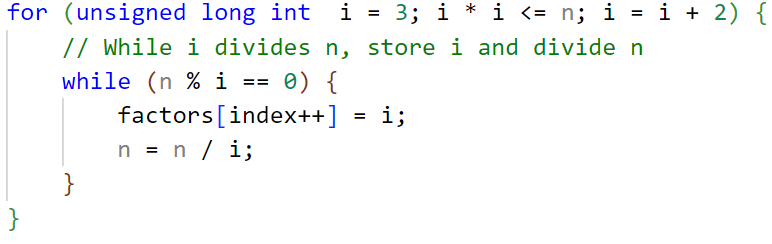 for (unsigned long int  i = 3; i * i <= n; i = i + 2) {
    // While i divides n, store i and divide n
    while (n % i == 0) {
        factors[index++] = i;
        n = n / i;
    }
}